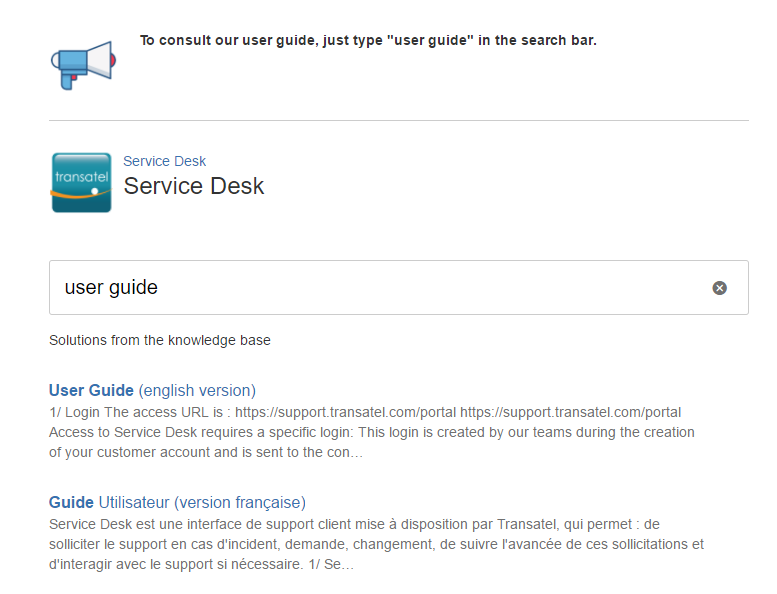 To consult our user guide, just type "user guide" in the search bar.
transatel
Service Desk
Service Desk
user guide
Solutions from the knowledge base
User Guide (english version)
1/ Login The access URL is : https://support.transatel.com/portal https://support.transatel.com/portal
Access to Service Desk requires a specific login: This login is created by our teams during the creation
of your customer account and is sent to the con…
Guide Utilisateur (version française)
Service Desk est une interface de support client mise à disposition par Transatel, qui permet : de
solliciter le support en cas d'incident, demande, changement, de suivre l'avancée de ces sollicitations et
d'interagir avec le support si nécessaire. 1/ Se…